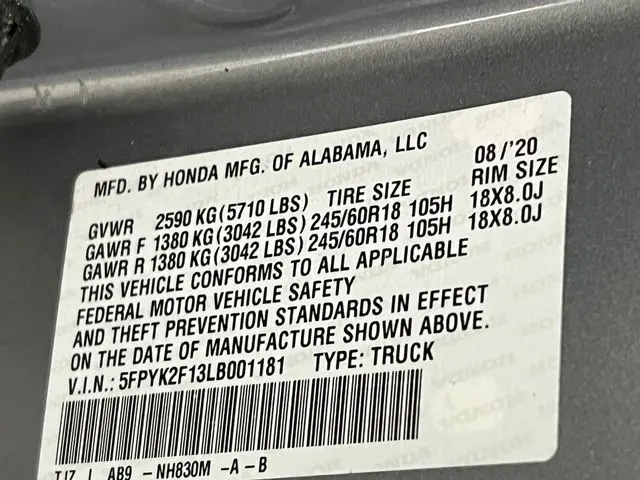 MFD. BY HONDA MFG. OF ALABAMA, LLC 08/'20
GVWR 2590 KG (5710 LBS) TIRE SIZE RIM SIZE
GAWR F 1380 KG (3042 LBS) 245/60R18 105H 18X8.0J
GAWR R 1380 KG (3042 LBS) 245/60R18 105H 18X8.0J
THIS VEHICLE CONFORMS TO ALL APPLICABLE
FEDERAL MOTOR VEHICLE SAFETY
AND THEFT PREVENTION STANDARDS IN EFFECT
ON THE DATE OF MANUFACTURE SHOWN ABOVE.
V.I.N.: 5FPYK2F13LB001181 TYPE: TRUCK
AB9 -NH830M -A -B